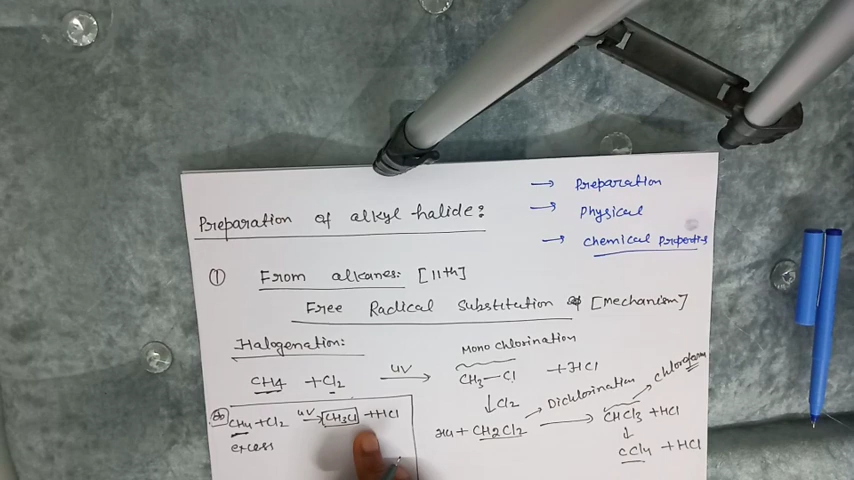 → Preparation
Preparation of alkyl halide:
→ Physical
→ Chemical Properties
① From alkanes: [11th]
Free Radical Substitution [Mechanism]
Halogenation:
Mono chlorination
CH4 + Cl2 UV → CH3-Cl + HCl
↓Cl2
→ Dichlorination
→ Chloroform
HCl + CH2Cl2 → CHCl3 + HCl
↓
CCl4 + HCl
CH4 + Cl2 UV → CH3Cl + HCl
excess